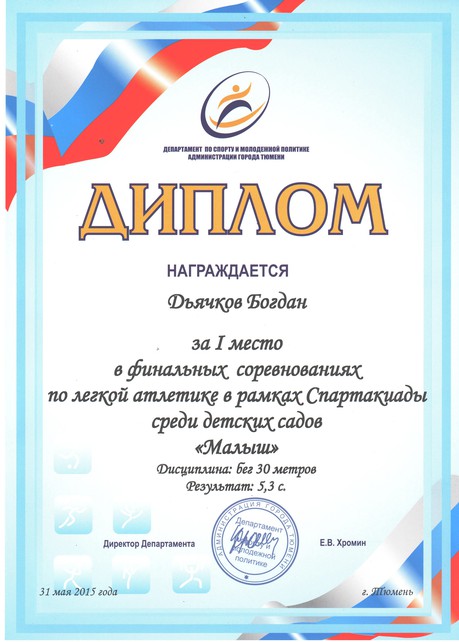 ДЕПАРТАМЕНТ ПО СПОРТУ И МОЛОДЕЖНОЙ ПОЛИТИКЕ
АДМИНИСТРАЦИИ ГОРОДА ТЮМЕНИ
ДИПЛОМ
НАГРАЖДАЕТСЯ
Дьячков Богдан
за I место
в финальных соревнованиях
по легкой атлетике в рамках Спартакиады
среди детских садов
«Малыш»
Дисциплина: бег 30 метров
Результат: 5,3 с.
АДМИНИСТРАЦИЯ ГОРОДА ТЮМЕНИ
Департамент
молодежной
политике
Директор Департамента
Е.В. Хромин
31 мая 2015 года
г. Тюмень